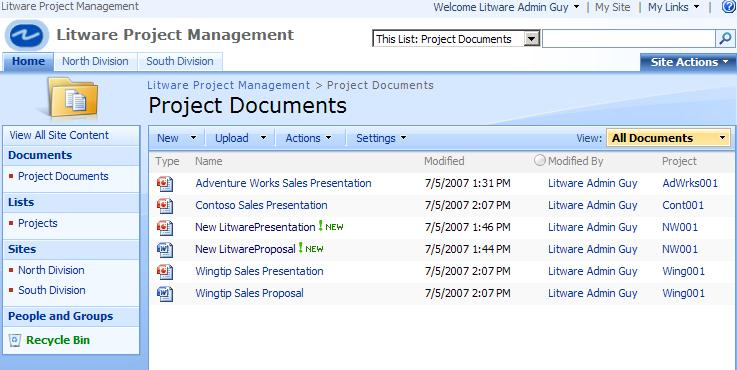 Litware Project Management
Welcome Litware Admin Guy | My Site | My Links |
Litware Project Management
This List: Project Documents
Home North Division South Division Site Actions
Litware Project Management > Project Documents
Project Documents
View All Site Content
Documents
Project Documents
Lists
Projects
Sites
North Division
South Division
People and Groups
Recycle Bin
New Upload Actions Settings View: All Documents
Type Name Modified Modified By Project
Adventure Works Sales Presentation 7/5/2007 1:31 PM Litware Admin Guy AdWrks001
Contoso Sales Presentation 7/5/2007 2:07 PM Litware Admin Guy Cont001
New LitwarePresentation ! NEW 7/5/2007 1:46 PM Litware Admin Guy NW001
New LitwareProposal ! NEW 7/5/2007 1:44 PM Litware Admin Guy NW001
Wingtip Sales Presentation 7/5/2007 2:07 PM Litware Admin Guy Wing001
Wingtip Sales Proposal 7/5/2007 2:07 PM Litware Admin Guy Wing001